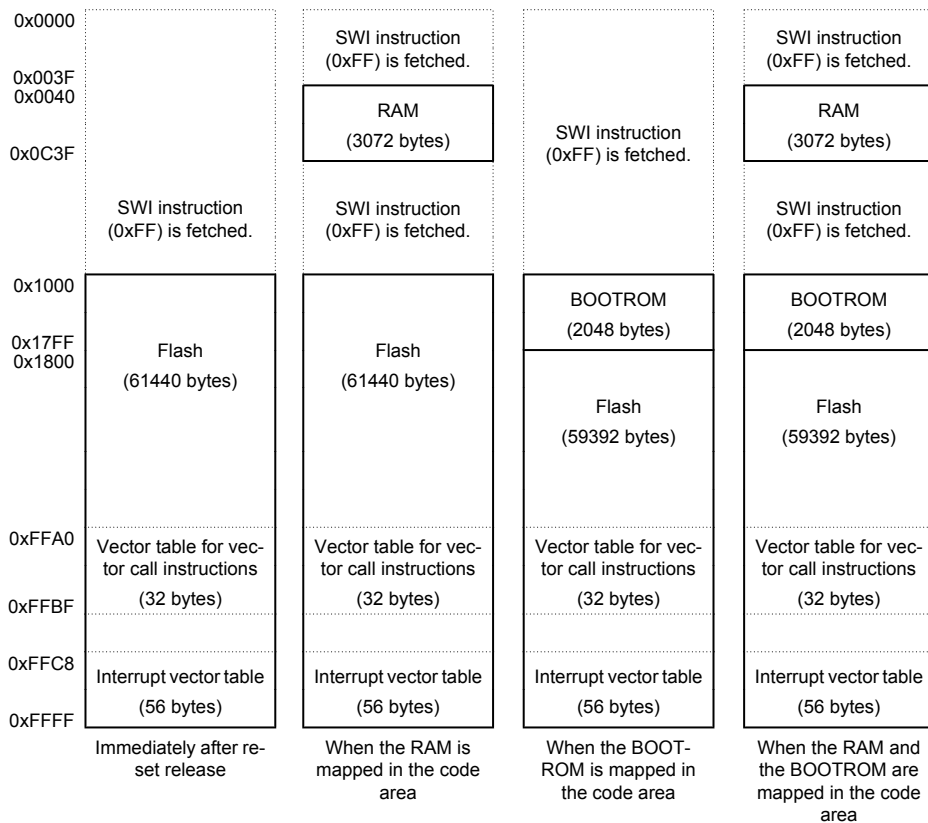 0x0000
0x003F
0x0040
0x0C3F
0x1000
0x17FF
0x1800
0xFFA0
0xFFBF
0xFFC8
0xFFFF
SWI instruction
(0xFF) is fetched.
Flash
(61440 bytes)
Vector table for vec-
tor call instructions
(32 bytes)
Interrupt vector table
(56 bytes)
Immediately after re-
set release
SWI instruction
(0xFF) is fetched.
RAM
(3072 bytes)
SWI instruction
(0xFF) is fetched.
Flash
(61440 bytes)
Vector table for vec-
tor call instructions
(32 bytes)
Interrupt vector table
(56 bytes)
When the RAM is
mapped in the code
area
SWI instruction
(0xFF) is fetched.
BOOTROM
(2048 bytes)
Flash
(59392 bytes)
Vector table for vec-
tor call instructions
(32 bytes)
Interrupt vector table
(56 bytes)
When the BOOT-
ROM is mapped in
the code area
SWI instruction
(0xFF) is fetched.
RAM
(3072 bytes)
SWI instruction
(0xFF) is fetched.
BOOTROM
(2048 bytes)
Flash
(59392 bytes)
Vector table for vec-
tor call instructions
(32 bytes)
Interrupt vector table
(56 bytes)
When the RAM and
the BOOTROM are
mapped in the code
area